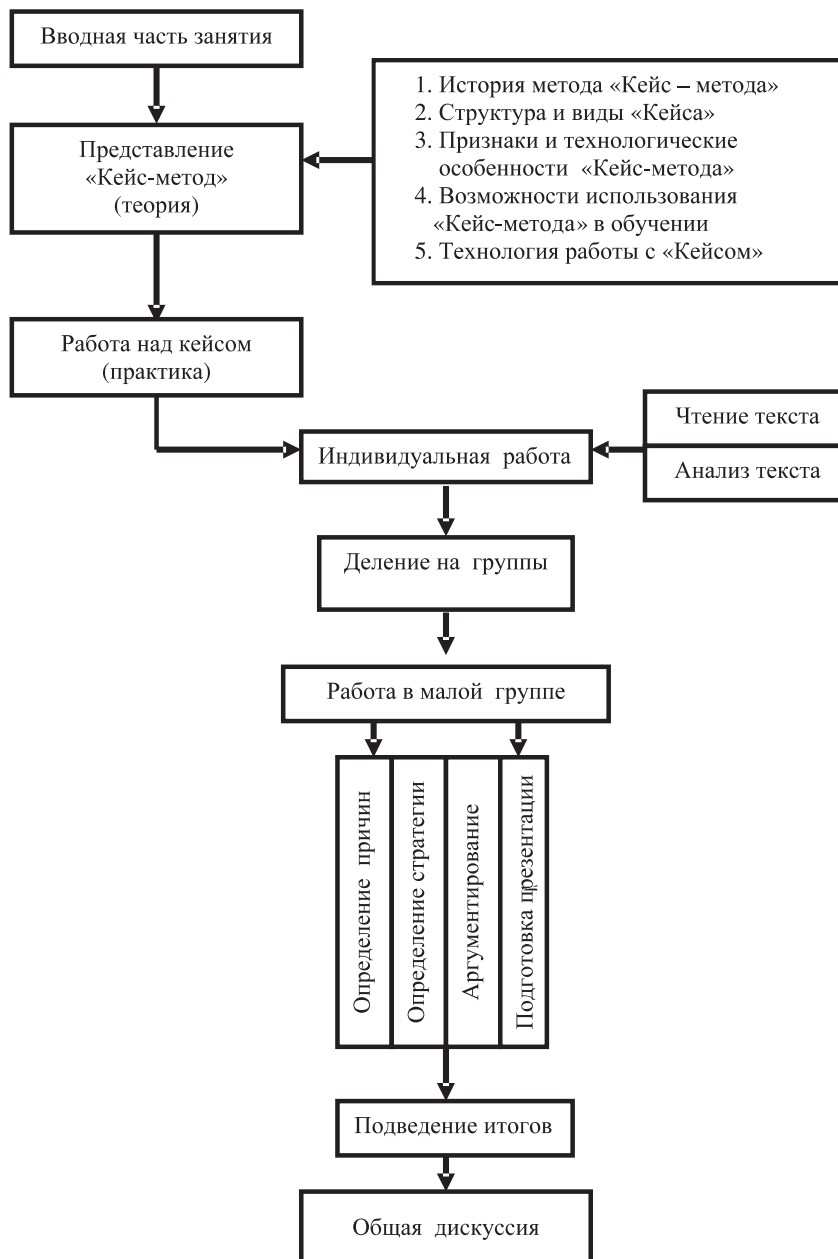 Вводная часть занятия
Представление
«Кейс-метод»
(теория)
1. История метода «Кейс – метода»
2. Структура и виды «Кейса»
3. Признаки и технологические
особенности «Кейс-метода»
4. Возможности использования
«Кейс-метода» в обучении
5. Технология работы с «Кейсом»
Работа над кейсом
(практика)
Чтение текста
Анализ текста
Индивидуальная работа
Деление на группы
Работа в малой группе
Определение причин
Определение стратегии
Аргументирование
Подготовка презентации
Подведение итогов
Общая дискуссия